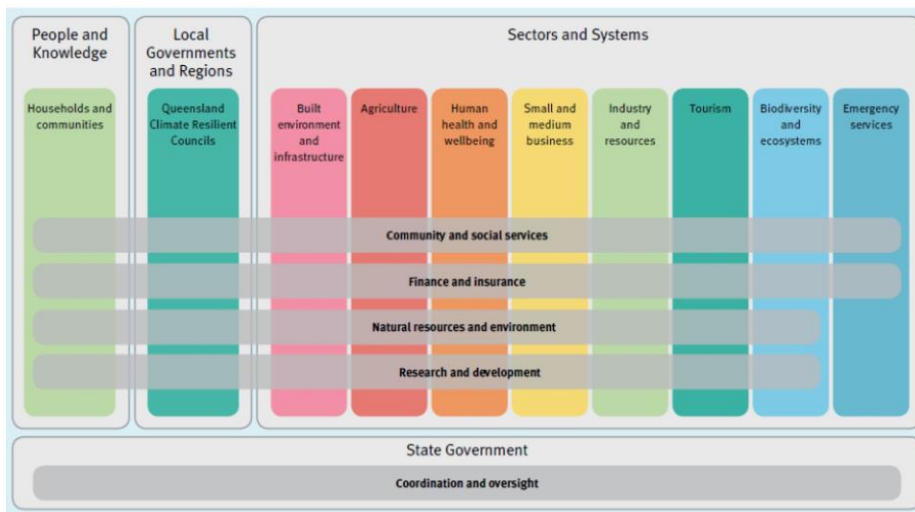 People and
Knowledge
Local
Governments
and Regions
Sectors and Systems
Households and
communities
Queensland
Climate Resilient
Councils
Built
environment
and
infrastructure
Agriculture
Human
health and
wellbeing
Small and
medium
business
Industry
and
resources
Tourism
Biodiversity
and
ecosystems
Emergency
services
Community and social services
Finance and insurance
Natural resources and environment
Research and development
State Government
Coordination and oversight